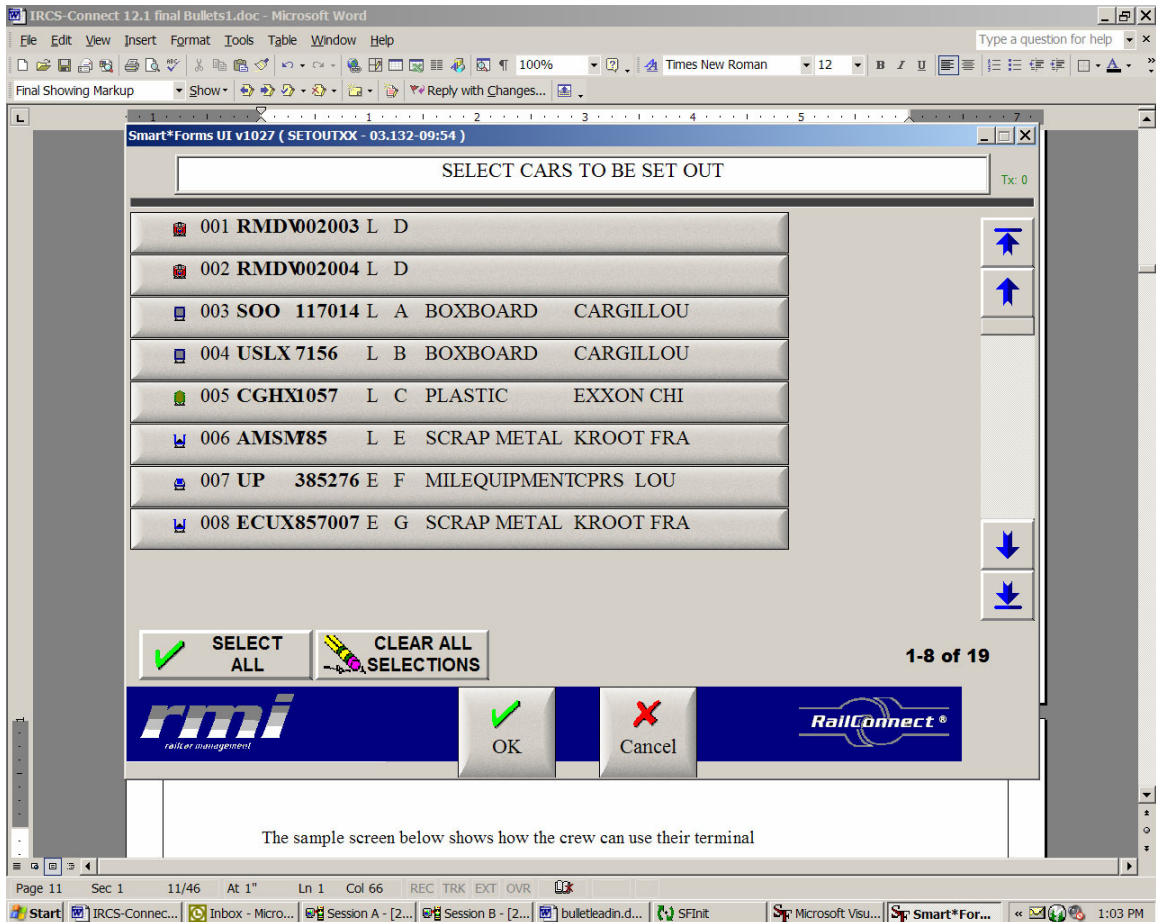 IRCS-Connect 12.1 final Bullets1.doc - Microsoft Word
File Edit View Insert Format Tools Table Window Help
Type a question for help
100% Times New Roman 12 B I U
Final Showing Markup Show Reply with Changes...
1 1 2 3 4 5 7
Smart*Forms UI v1027 ( SETOUTXX - 03.132-09:54 )
SELECT CARS TO BE SET OUT
Tx: 0
001 RMDV002003 L D
002 RMDV002004 L D
003 SOO 117014 L A BOXBOARD CARGILLOU
004 USLX 7156 L B BOXBOARD CARGILLOU
005 CGHX1057 L C PLASTIC EXXON CHI
006 AMSM785 L E SCRAP METAL KROOT FRA
007 UP 385276 E F MILEQUIPMENTCPRS LOU
008 ECUX857007 E G SCRAP METAL KROOT FRA
SELECT ALL
CLEAR ALL SELECTIONS
1-8 of 19
rmi
railcar management
OK
Cancel
RailConnect ®
The sample screen below shows how the crew can use their terminal
Page 11 Sec 1 11/46 At 1" Ln 1 Col 66 REC TRK EXT OVR
Start IRCS-Connec... Inbox - Micro... Session A - [2... Session B - [2... bulletleadin.d... SFInit Microsoft Visu... Smart*For... 1:03 PM